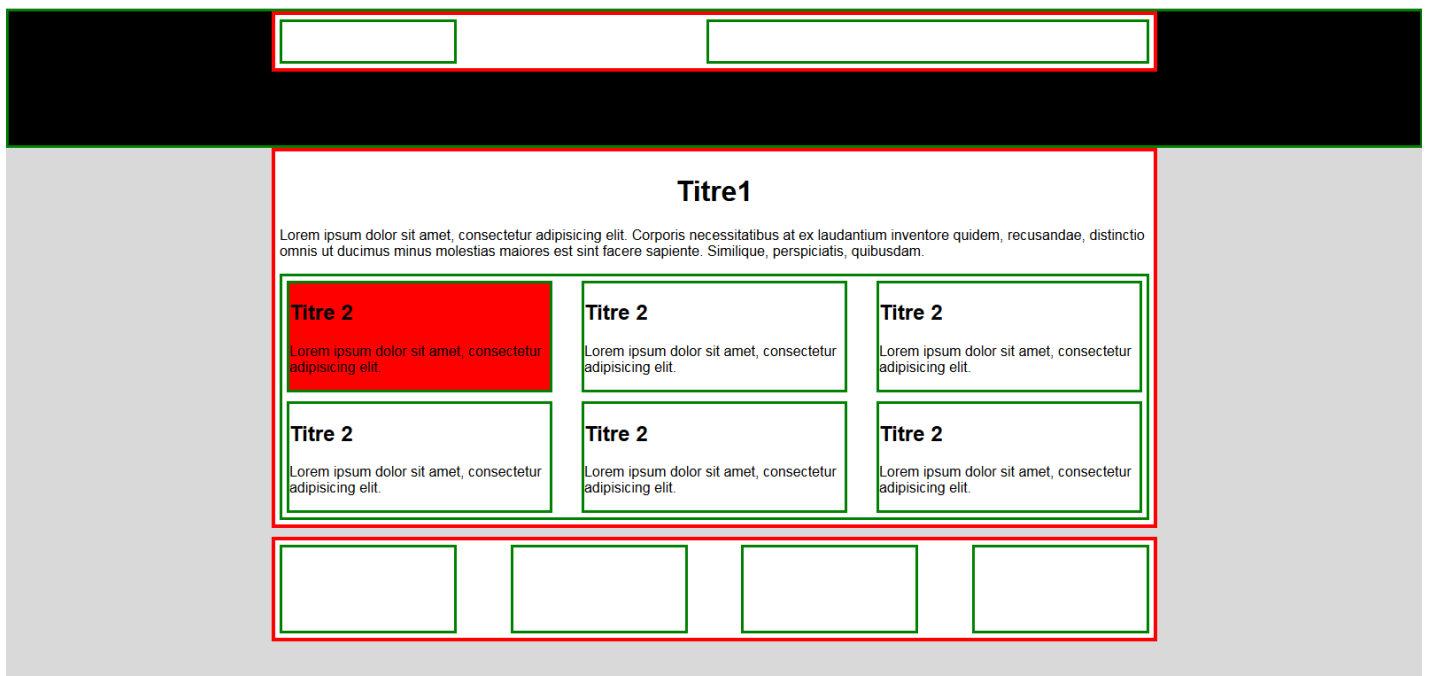 Titre1
Lorem ipsum dolor sit amet, consectetur adipisicing elit. Corporis necessitatibus at ex laudantium inventore quidem, recusandae, distinctio
omnis ut ducimus minus molestias maiores est sint facere sapiente. Similique, perspiciatis, quibusdam.
Titre 2
Lorem ipsum dolor sit amet, consectetur
adipisicing elit.
Titre 2
Lorem ipsum dolor sit amet, consectetur
adipisicing elit.
Titre 2
Lorem ipsum dolor sit amet, consectetur
adipisicing elit.
Titre 2
Lorem ipsum dolor sit amet, consectetur
adipisicing elit.
Titre 2
Lorem ipsum dolor sit amet, consectetur
adipisicing elit.
Titre 2
Lorem ipsum dolor sit amet, consectetur
adipisicing elit.